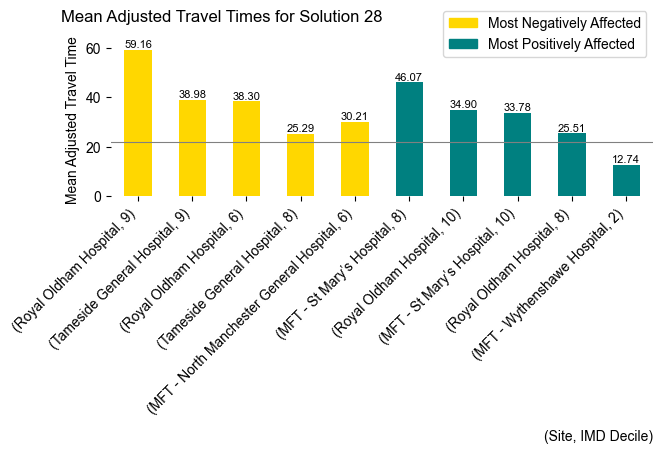 Mean Adjusted Travel Times for Solution 28
Most Negatively Affected
Most Positively Affected
Mean Adjusted Travel Time
60
40
20
0
59.16
38.98
38.30
25.29
30.21
46.07
34.90
33.78
25.51
12.74
(Royal Oldham Hospital, 9)
(Tameside General Hospital, 9)
(Royal Oldham Hospital, 6)
(Tameside General Hospital, 8)
(MFT - North Manchester General Hospital, 6)
(MFT - St Mary's Hospital, 8)
(Royal Oldham Hospital, 10)
(MFT - St Mary's Hospital, 10)
(Royal Oldham Hospital, 8)
(MFT - Wythenshawe Hospital, 2)
(Site, IMD Decile)